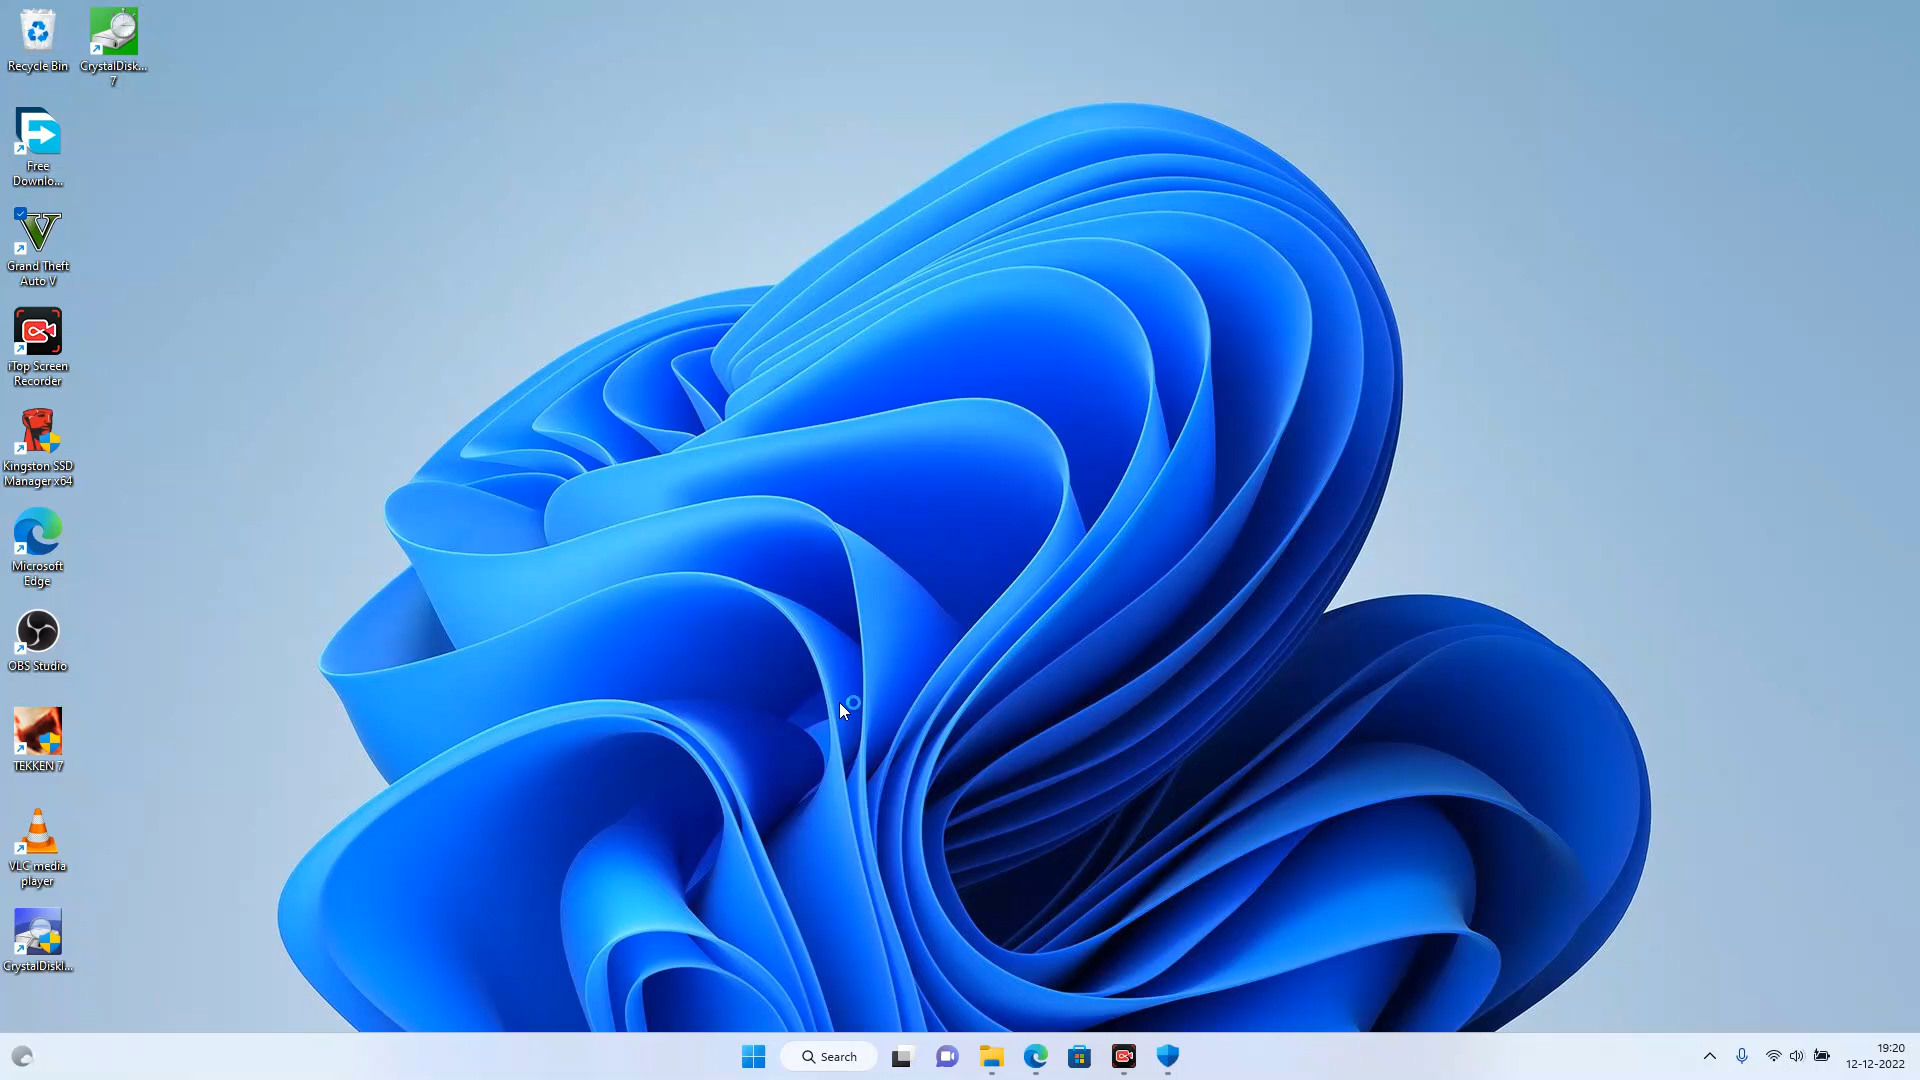 Recycle Bin
CrystalDisk...
7
Free
Downlo...
Grand Theft
Auto V
iTop Screen
Recorder
Kingston SSD
Manager x64
Microsoft
Edge
OBS Studio
TEKKEN 7
VLC media
player
CrystalDiskI...
Search
19:20
12-12-2022